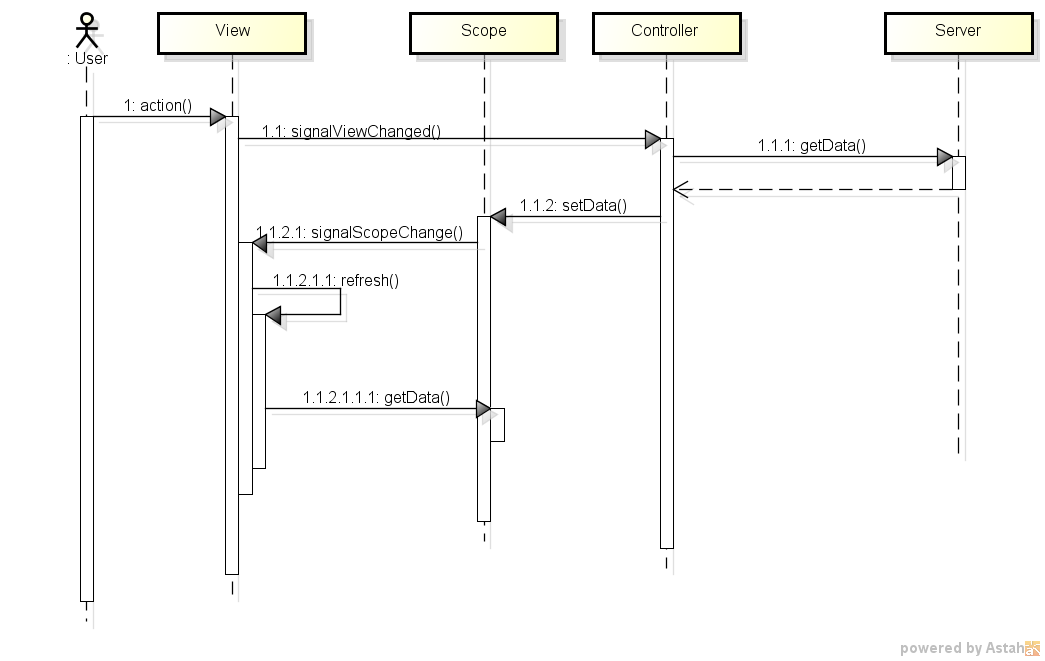 View
Scope
Controller
Server
: User
1: action()
1.1: signalViewChanged()
1.1.1: getData()
1.1.2: setData()
1.1.2.1: signalScopeChange()
1.1.2.1.1: refresh()
1.1.2.1.1.1: getData()
powered by Astah